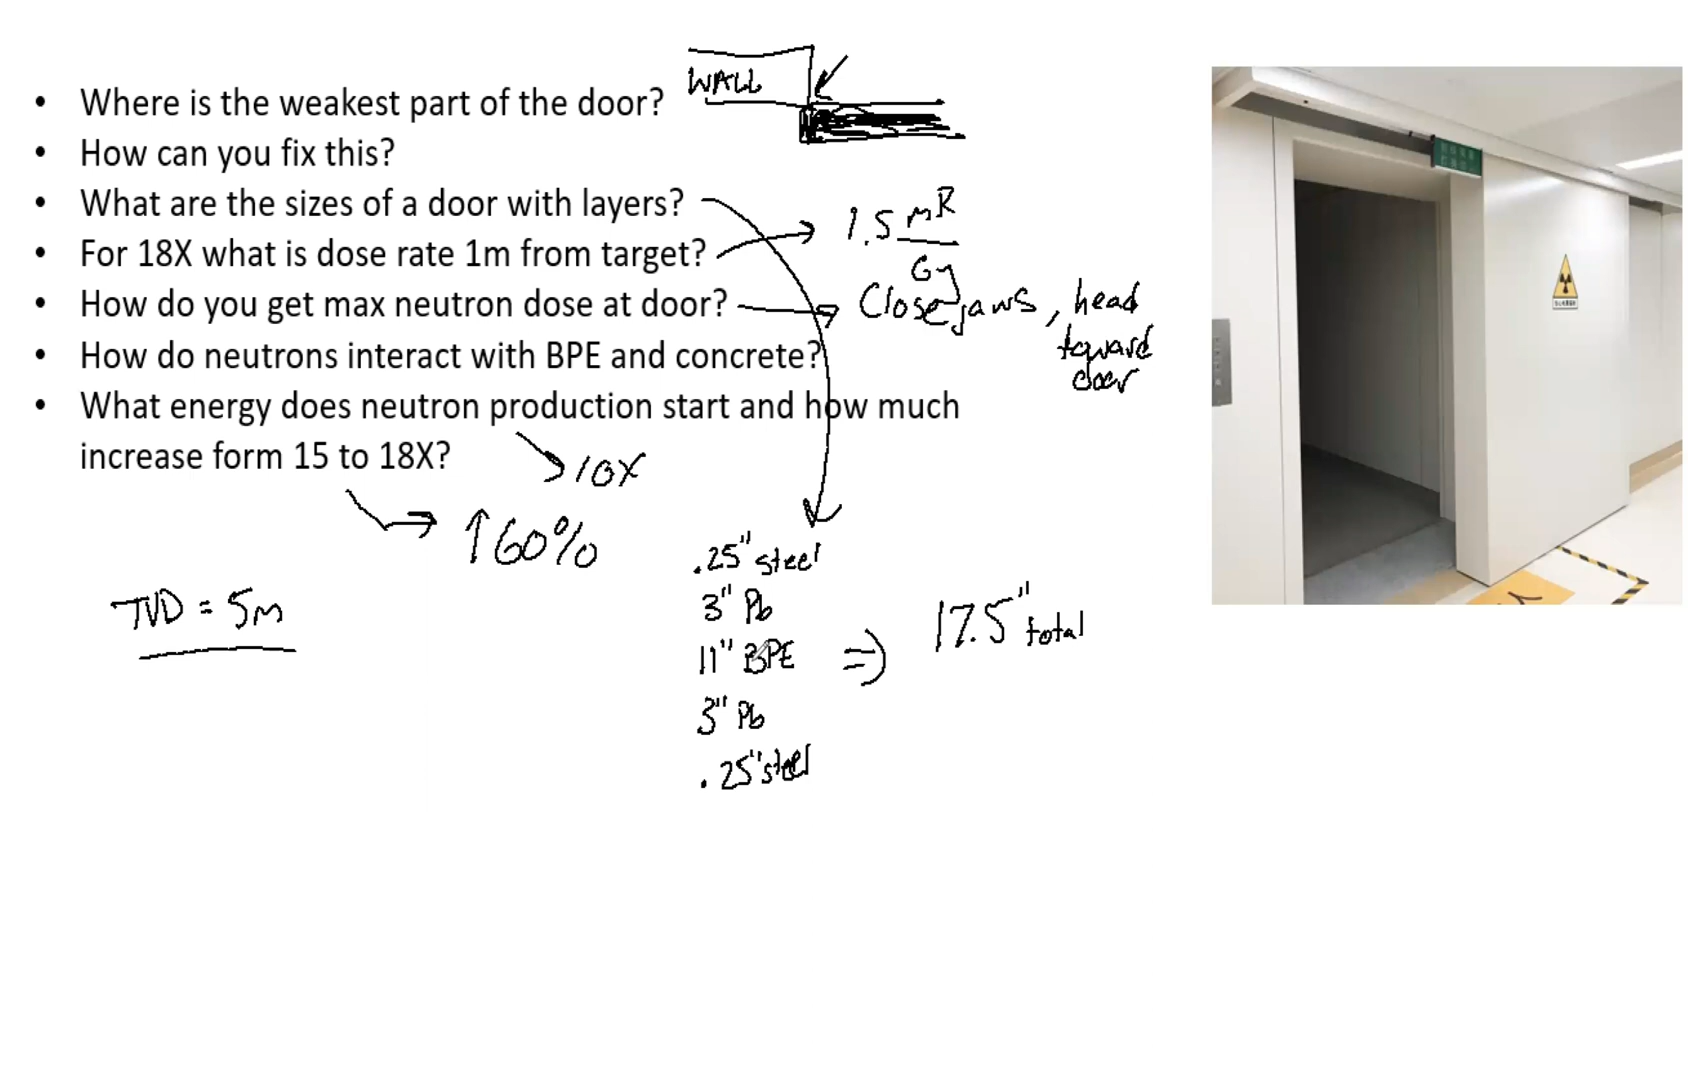 • Where is the weakest part of the door?
WALL
• How can you fix this?
• What are the sizes of a door with layers?
• For 18X what is dose rate 1m from target?
1.5 mR
Gy
• How do you get max neutron dose at door?
Close jaws, head
toward
door
• How do neutrons interact with BPE and concrete?
• What energy does neutron production start and how much
increase form 15 to 18X?
10X
↑60%
.25" steel
3" Pb
11" BPE ⇒ 17.5" total
3" Pb
.25" steel
TVD = 5m